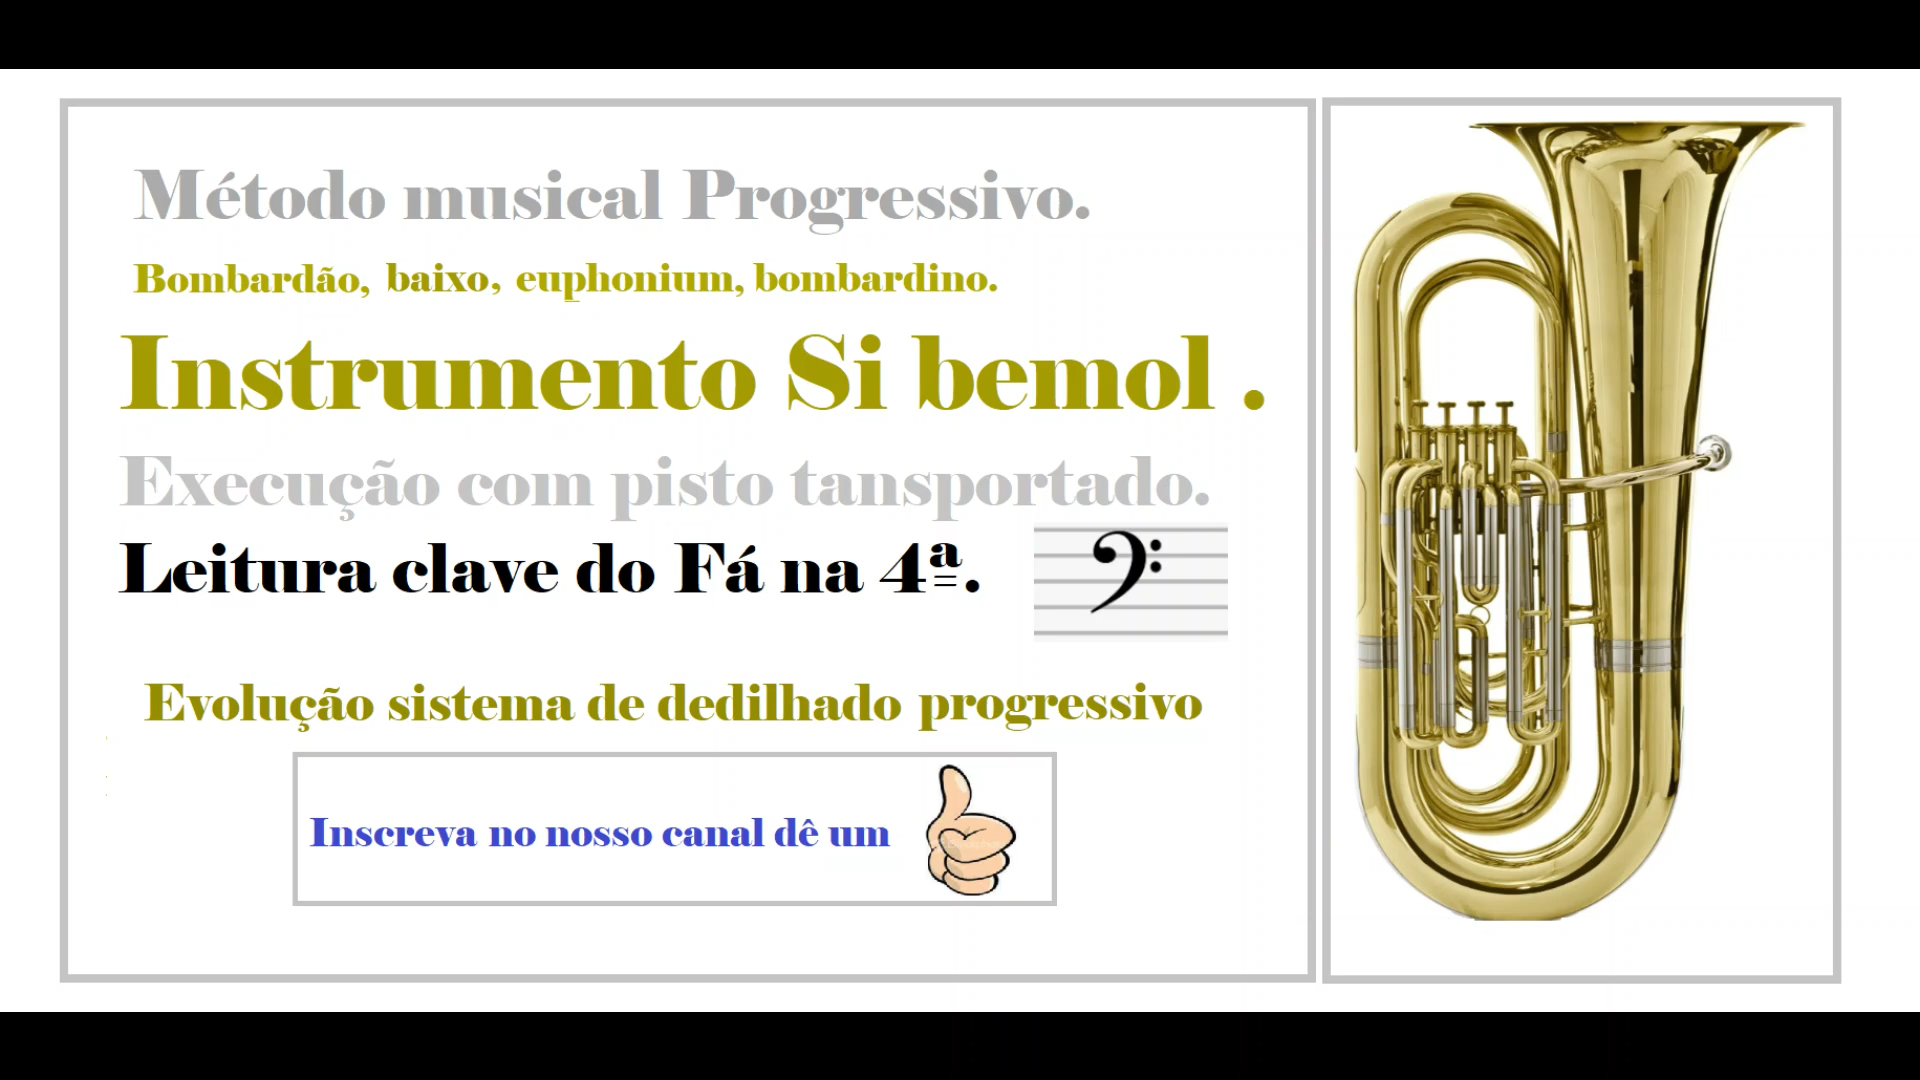 Método musical Progressivo.
Bombardão, baixo, euphonium, bombardino.
Instrumento Si bemol .
Execução com pisto tansportado.
Leitura clave do Fá na 4ª.
Evolução sistema de dedilhado progressivo
Inscreva no nosso canal dê um